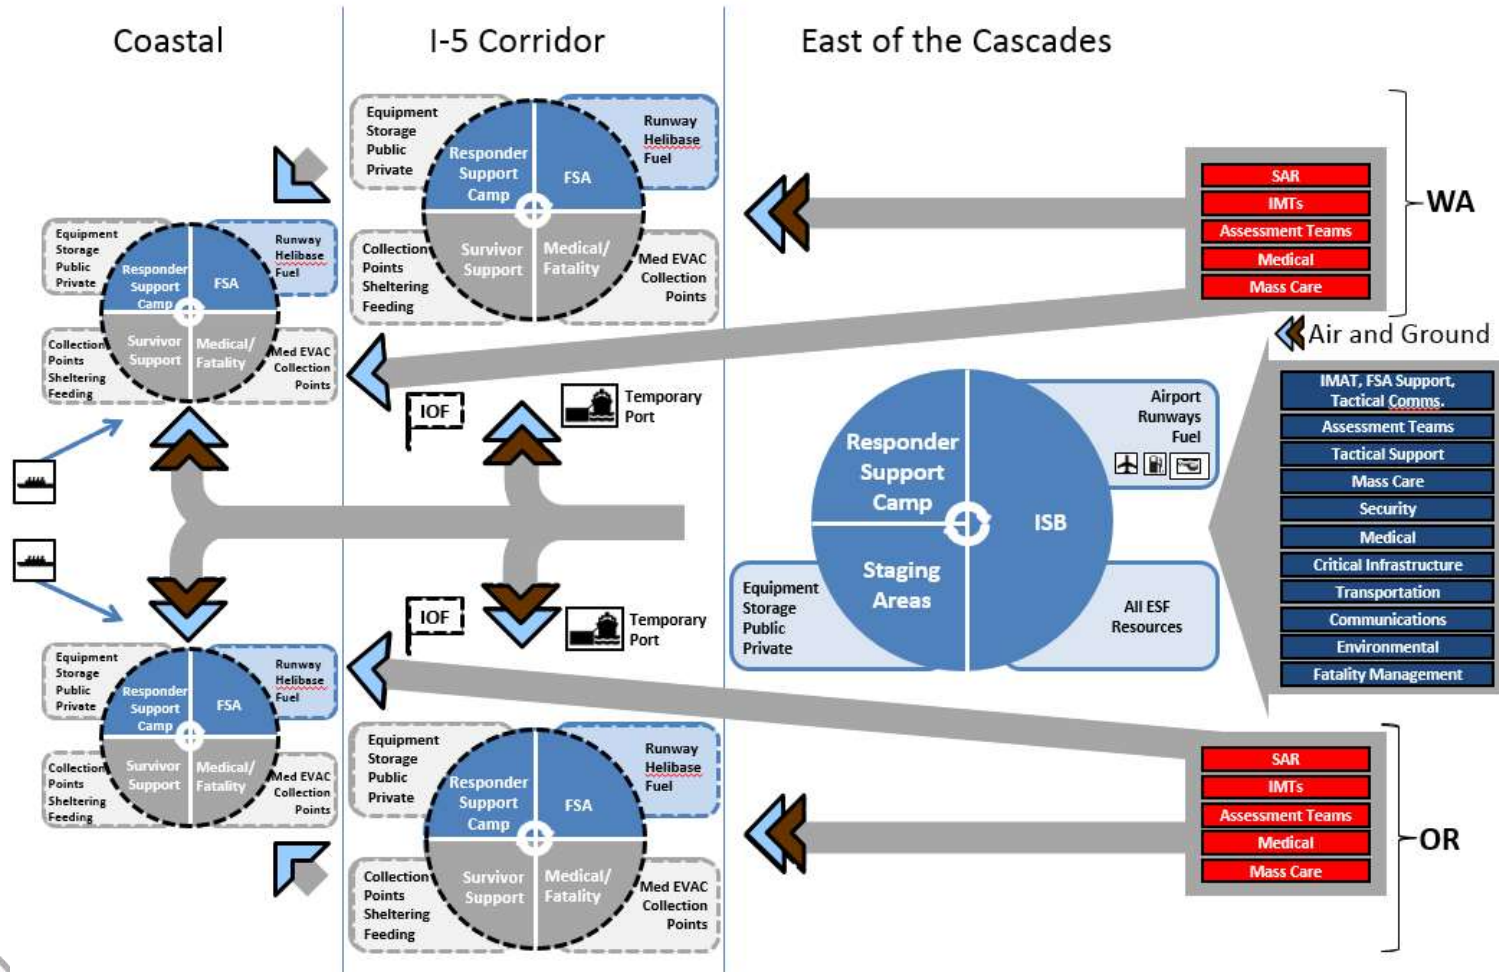 Coastal
I-5 Corridor
East of the Cascades
Equipment
Storage
Public
Private
Responder
Support
Camp
FSA
Runway
Helibase
Fuel
Survivor
Support
Medical/
Fatality
Collection
Points
Sheltering
Feeding
Med EVAC
Collection
Points
SAR
IMTs
Assessment Teams
Medical
Mass Care
WA
Equipment
Storage
Public
Private
Responder
Support
Camp
FSA
Runway
Helibase
Fuel
Collection
Points
Sheltering
Feeding
Survivor
Support
Medical/
Fatality
Med EVAC
Collection
Points
IOF
Temporary
Port
Air and Ground
IMAT, FSA Support,
Tactical Comms.
Assessment Teams
Tactical Support
Mass Care
Security
Medical
Critical Infrastructure
Transportation
Communications
Environmental
Fatality Management
Responder
Support
Camp
ISB
Staging
Areas
Airport
Runways
Fuel
Equipment
Storage
Public
Private
All ESF
Resources
IOF
Temporary
Port
Equipment
Storage
Public
Private
Responder
Support
Camp
FSA
Runway
Helibase
Fuel
Collection
Points
Sheltering
Feeding
Survivor
Support
Medical/
Fatality
Med EVAC
Collection
Points
Equipment
Storage
Public
Private
Responder
Support
Camp
FSA
Runway
Helibase
Fuel
Collection
Points
Sheltering
Feeding
Survivor
Support
Medical/
Fatality
Med EVAC
Collection
Points
SAR
IMTs
Assessment Teams
Medical
Mass Care
OR